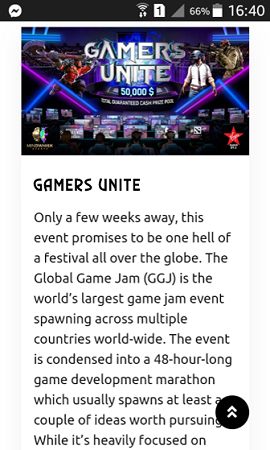 1 66% 16:40
GAMERS
UNITE
50,000 $
TOTAL GUARANTEED CASH PRIZE POOL
GAMERS UNITE
Only a few weeks away, this
event promises to be one hell of
a festival all over the globe. The
Global Game Jam (GGJ) is the
world’s largest game jam event
spawning across multiple
countries world-wide. The event
is condensed into a 48-hour-long
game development marathon
which usually spawns at least a
couple of ideas worth pursuing.
While it’s heavily focused on